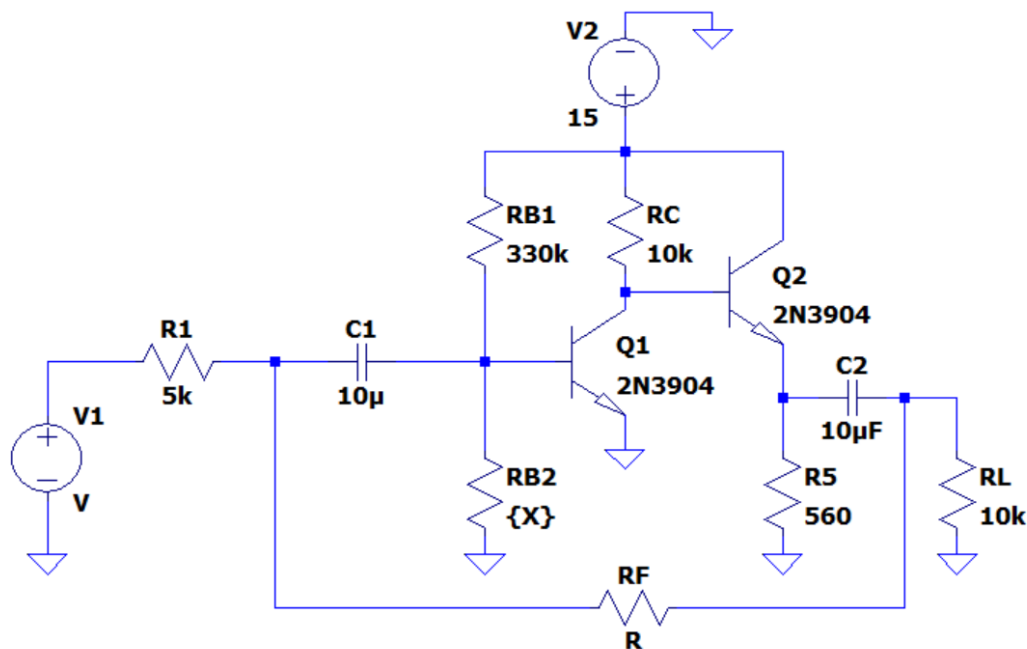 V2
15
RB1
330k
RC
10k
Q2
2N3904
R1
5k
C1
10µ
Q1
2N3904
C2
10µF
V1
V
RB2
{X}
R5
560
RL
10k
RF
R